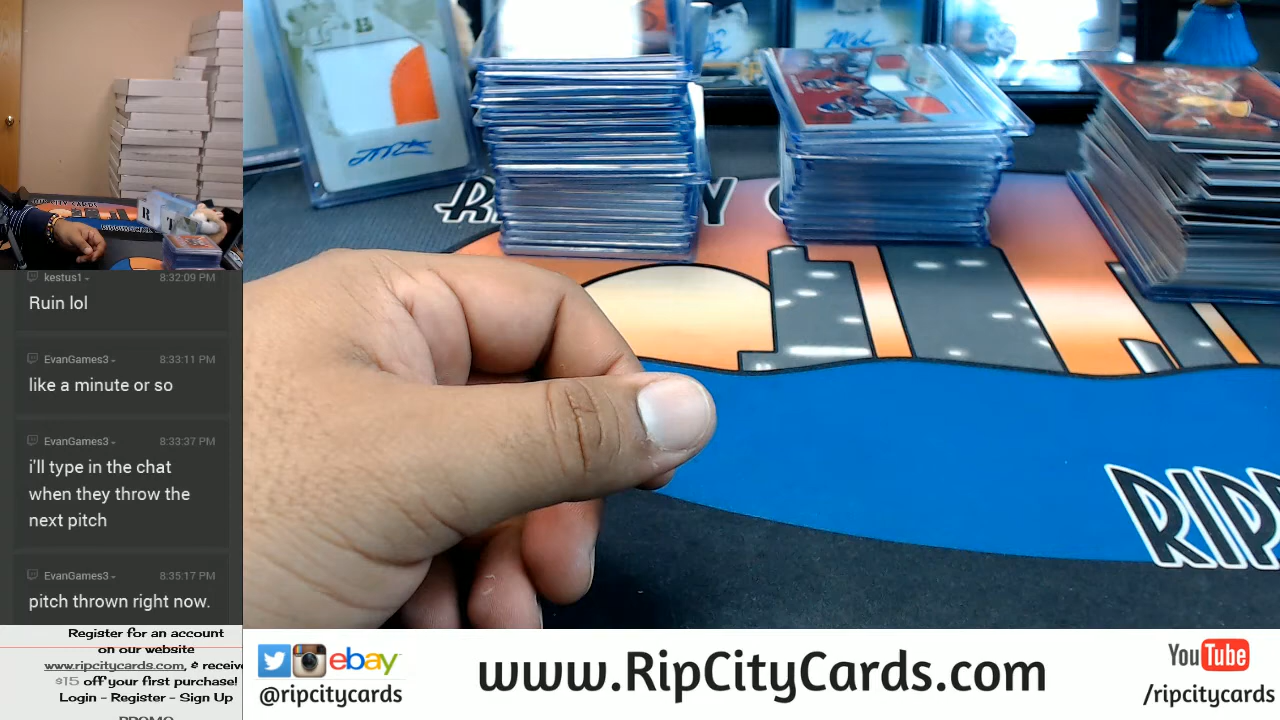 kestus1 8:32:09 PM
Ruin lol
EvanGames3 8:33:11 PM
like a minute or so
EvanGames3 8:33:37 PM
i'll type in the chat
when they throw the
next pitch
EvanGames3 8:35:17 PM
pitch thrown right now.
Register for an account
on our website
www.ripcitycards.com, & receive
$15 off your first purchase!
Login - Register - Sign Up
PROMO
RIPP
ebay
@ripcitycards
www.RipCityCards.com
YouTube
/ripcitycards